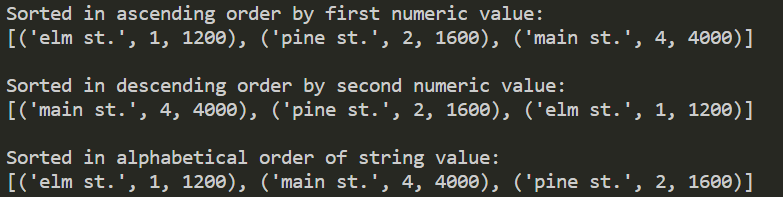 Sorted in ascending order by first numeric value:
[('elm st.', 1, 1200), ('pine st.', 2, 1600), ('main st.', 4, 4000)]
Sorted in descending order by second numeric value:
[('main st.', 4, 4000), ('pine st.', 2, 1600), ('elm st.', 1, 1200)]
Sorted in alphabetical order of string value:
[('elm st.', 1, 1200), ('main st.', 4, 4000), ('pine st.', 2, 1600)]